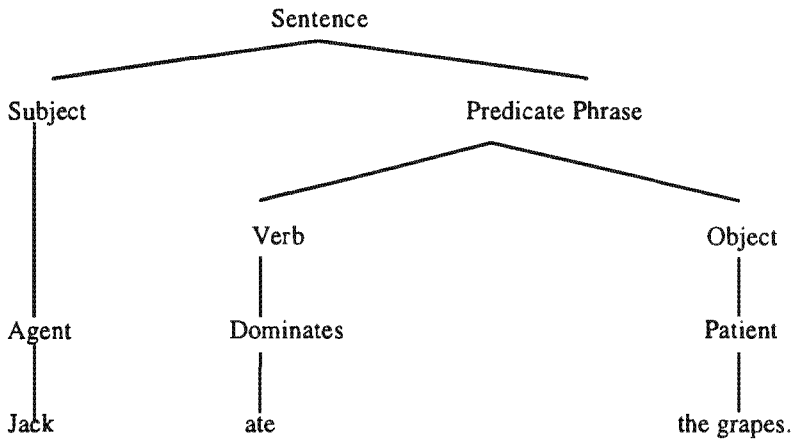 Sentence
Subject Predicate Phrase
Verb Object
Agent Dominates Patient
Jack ate the grapes.